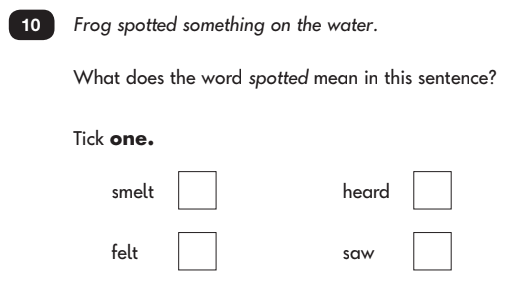 10 Frog spotted something on the water.
What does the word spotted mean in this sentence?
Tick one.
smelt heard
felt saw